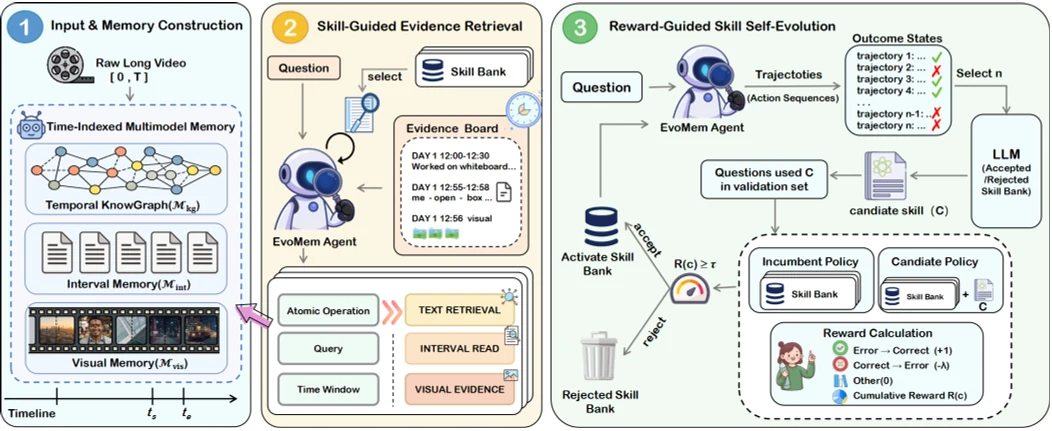 1 Input & Memory Construction
Raw Long Video
[ 0 , T ]
Time-Indexed Multimodel Memory
Temporal KnowGraph(M_kg)
Interval Memory(M_int)
Visual Memory(M_vis)
Timeline
t_s
t_e
2 Skill-Guided Evidence Retrieval
Question
select
Skill Bank
Evidence Board
DAY 1 12:00-12:30
Worked on whiteboard...
DAY 1 12:55-12:58
me - open - box ...
DAY 1 12:56 visual
EvoMem Agent
Atomic Operation
TEXT RETRIEVAL
Query
INTERVAL READ
Time Window
VISUAL EVIDENCE
3 Reward-Guided Skill Self-Evolution
Question
EvoMem Agent
Trajectoties
(Action Sequences)
Outcome States
trajectory 1: ...
trajectory 2: ...
trajectory 3: ...
trajectory 4: ...
. . .
trajectory n-1: ...
trajectory n: ...
Select n
LLM
(Accepted
/Rejected
Skill Bank)
candiate skill (C)
Questions used C
in validation set
Activate Skill
Bank
accept
R(c) ≥ τ
reject
Rejected Skill
Bank
Incumbent Policy
Skill Bank
Candiate Policy
Skill Bank
+
C
Reward Calculation
Error → Correct (+1)
Correct → Error (-λ)
Other(0)
Cumulative Reward R(c)